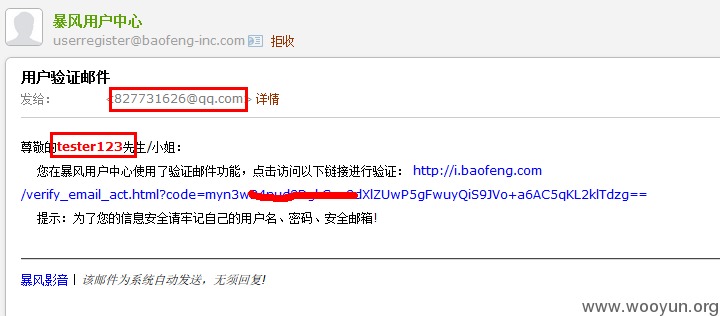 暴风用户中心
userregister@baofeng-inc.com 拒收
用户验证邮件
发给: <827731626@qq.com> 详情
尊敬的tester123先生/小姐:
您在暴风用户中心使用了验证邮件功能，点击访问以下链接进行验证： http://i.baofeng.com
/verify_email_act.html?code=myn3w dXlZUwP5gFwuyQiS9JVo+a6AC5qKL2klTdzg==
提示：为了您的信息安全请牢记自己的用户名、密码、安全邮箱!
暴风影音 | 该邮件为系统自动发送，无须回复!
www.wooyun.org